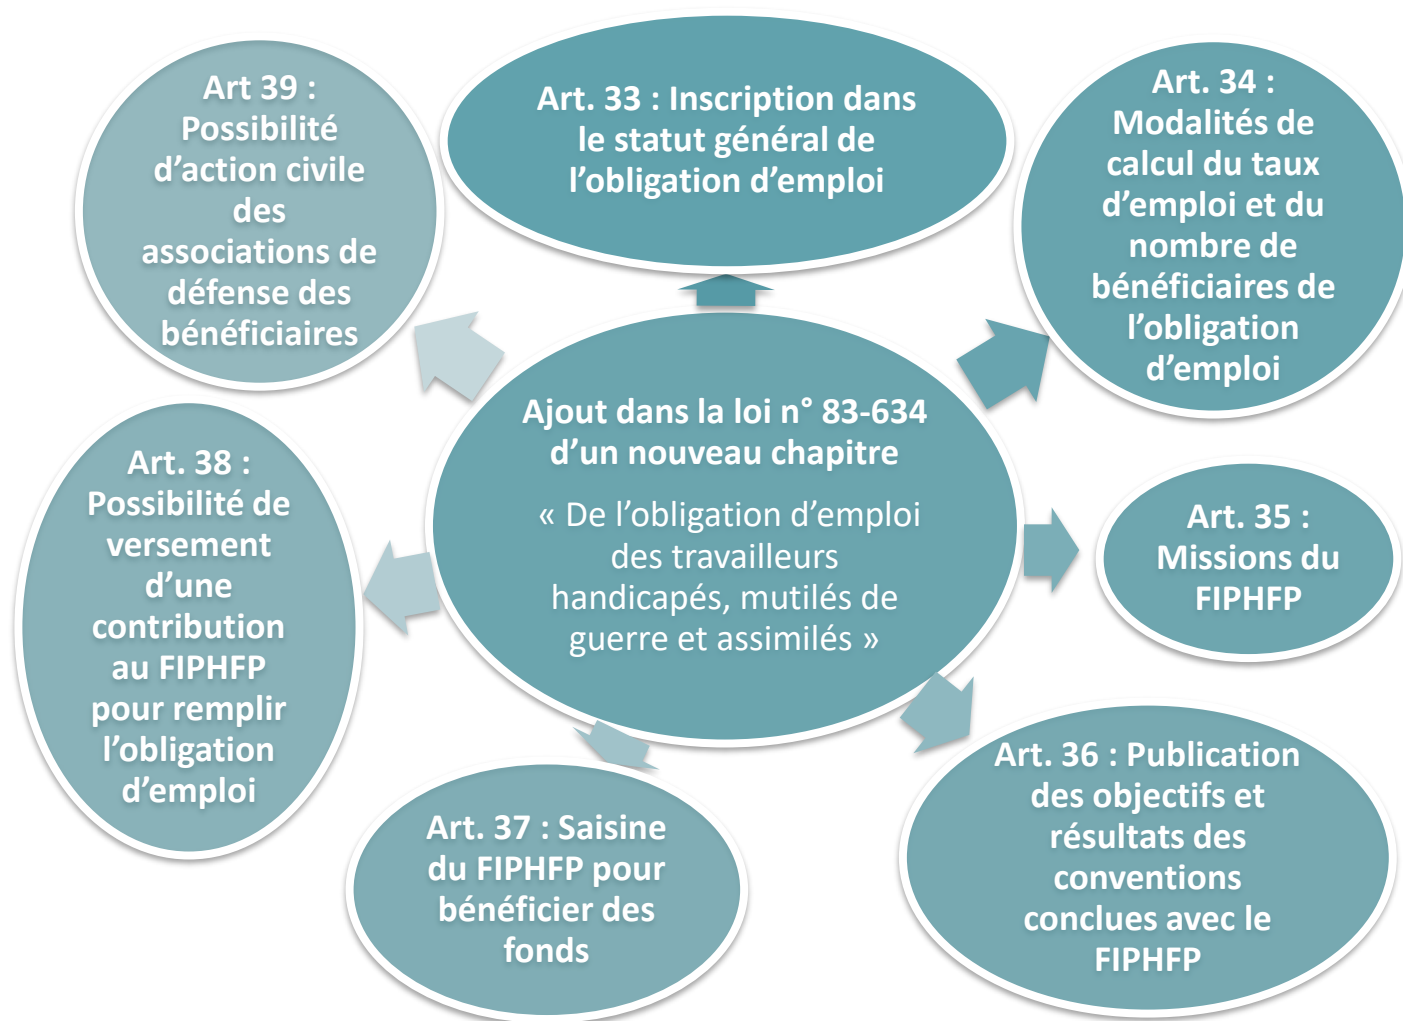 Art. 33 : Inscription dans
le statut général de
l’obligation d’emploi
Art. 34 :
Modalités de
calcul du taux
d’emploi et du
nombre de
bénéficiaires de
l’obligation
d’emploi
Art. 35 :
Missions du
FIPHFP
Art. 36 : Publication
des objectifs et
résultats des
conventions
conclues avec le
FIPHFP
Art. 37 : Saisine
du FIPHFP pour
bénéficier des
fonds
Art. 38 :
Possibilité de
versement
d’une
contribution
au FIPHFP
pour remplir
l’obligation
d’emploi
Art 39 :
Possibilité
d’action civile
des
associations de
défense des
bénéficiaires
Ajout dans la loi n° 83-634
d’un nouveau chapitre
« De l’obligation d’emploi
des travailleurs
handicapés, mutilés de
guerre et assimilés »